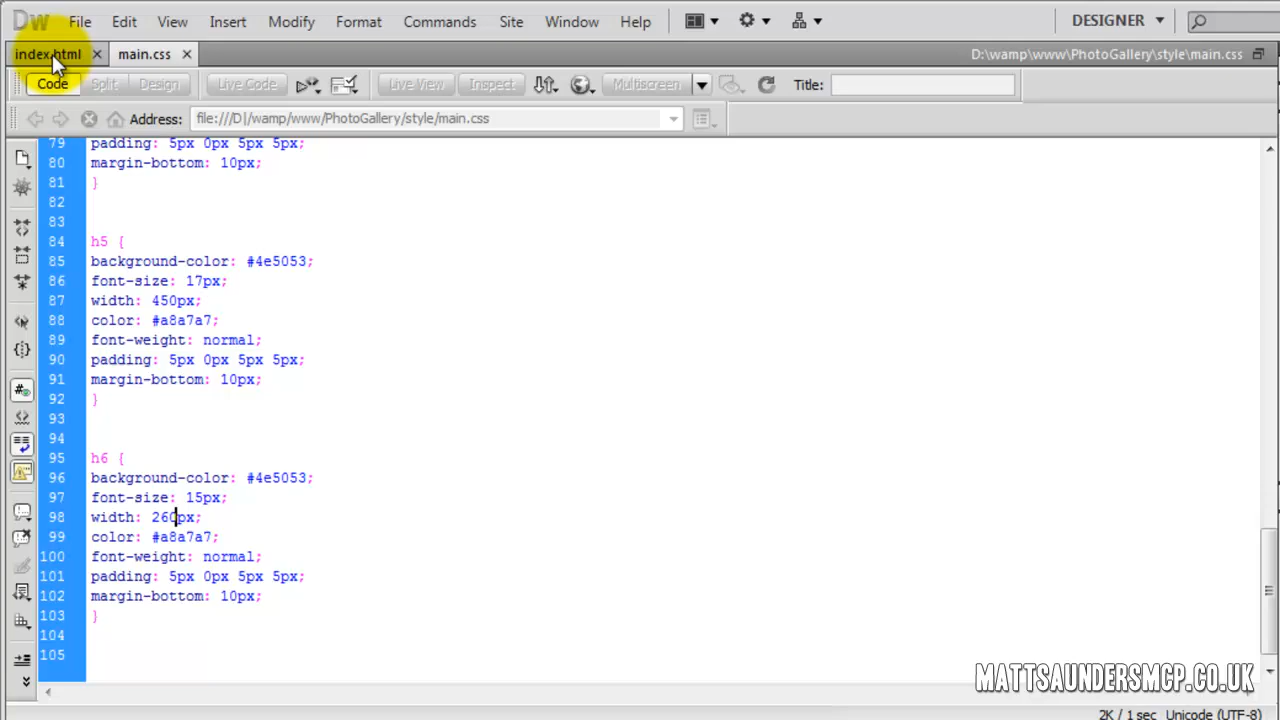 Dw File Edit View Insert Modify Format Commands Site Window Help DESIGNER
index.html × main.css × D:\wamp\www\PhotoGallery\style\main.css
Code Split Design Live Code Live View Inspect Multiscreen Title:
Address: file:///D|/wamp/www/PhotoGallery/style/main.css
79 padding: 5px 0px 5px 5px;
80 margin-bottom: 10px;
81 }
82
83
84 h5 {
85 background-color: #4e5053;
86 font-size: 17px;
87 width: 450px;
88 color: #a8a7a7;
89 font-weight: normal;
90 padding: 5px 0px 5px 5px;
91 margin-bottom: 10px;
92 }
93
94
95 h6 {
96 background-color: #4e5053;
97 font-size: 15px;
98 width: 260px;
99 color: #a8a7a7;
100 font-weight: normal;
101 padding: 5px 0px 5px 5px;
102 margin-bottom: 10px;
103 }
104
105
MATTSAUNDERSMCP.CO.UK
2K / 1 sec Unicode (UTF-8)